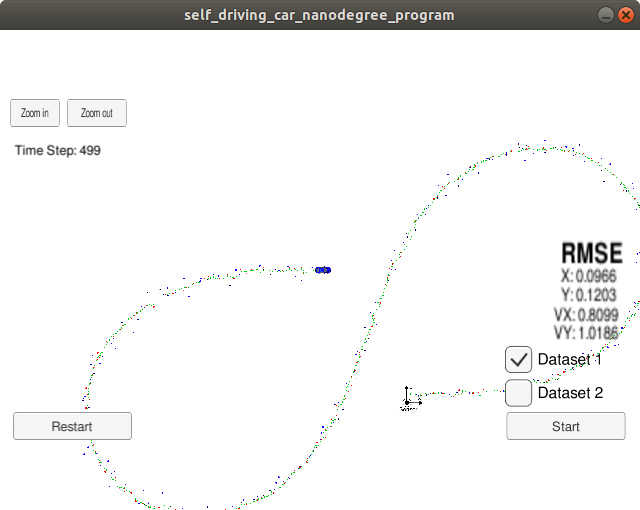 self_driving_car_nanodegree_program
Zoom in
Zoom out
Time Step: 499
RMSE
X: 0.0966
Y: 0.1203
VX: 0.8099
VY: 1.0186
Dataset 1
Dataset 2
Restart
Start